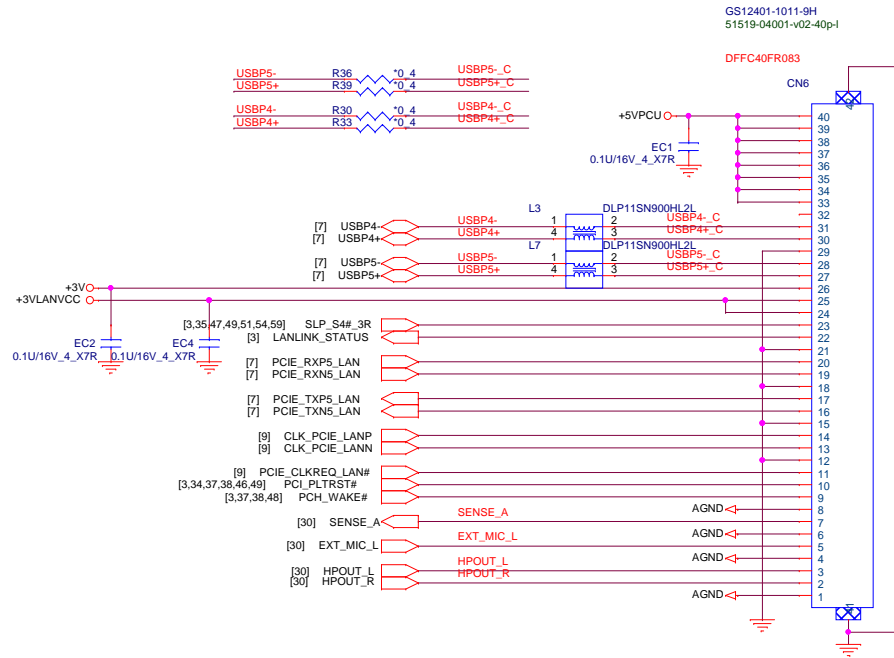 GS12401-1011-9H
51519-04001-v02-40p-l
DFFC40FR083
CN6
USBP5- R36 *0_4 USBP5-_C
USBP5+ R39 *0_4 USBP5+_C
USBP4- R30 *0_4 USBP4-_C
USBP4+ R33 *0_4 USBP4+_C
42
+5VPCU 40
39
38
EC1 37
0.1U/16V_4_X7R 36
35
34
33
L3 DLP11SN900HL2L 32
[7] USBP4- USBP4- 1 2 USBP4-_C 31
[7] USBP4+ USBP4+ 4 3 USBP4+_C 30
L7 DLP11SN900HL2L 29
[7] USBP5- USBP5- 1 2 USBP5-_C 28
[7] USBP5+ USBP5+ 4 3 USBP5+_C 27
+3V 26
+3VLANVCC 25
24
[3,35,47,49,51,54,59] SLP_S4#_3R 23
[3] LANLINK_STATUS 22
EC2 EC4
0.1U/16V_4_X7R 0.1U/16V_4_X7R 21
[7] PCIE_RXP5_LAN 20
[7] PCIE_RXN5_LAN 19
18
[7] PCIE_TXP5_LAN 17
[7] PCIE_TXN5_LAN 16
15
[9] CLK_PCIE_LANP 14
[9] CLK_PCIE_LANN 13
12
[9] PCIE_CLKREQ_LAN# 11
[3,34,37,38,46,49] PCI_PLTRST# 10
[3,37,38,48] PCH_WAKE# 9
AGND 8
[30] SENSE_A SENSE_A 7
AGND 6
[30] EXT_MIC_L EXT_MIC_L 5
AGND 4
[30] HPOUT_L HPOUT_L 3
[30] HPOUT_R HPOUT_R 2
AGND 1
41